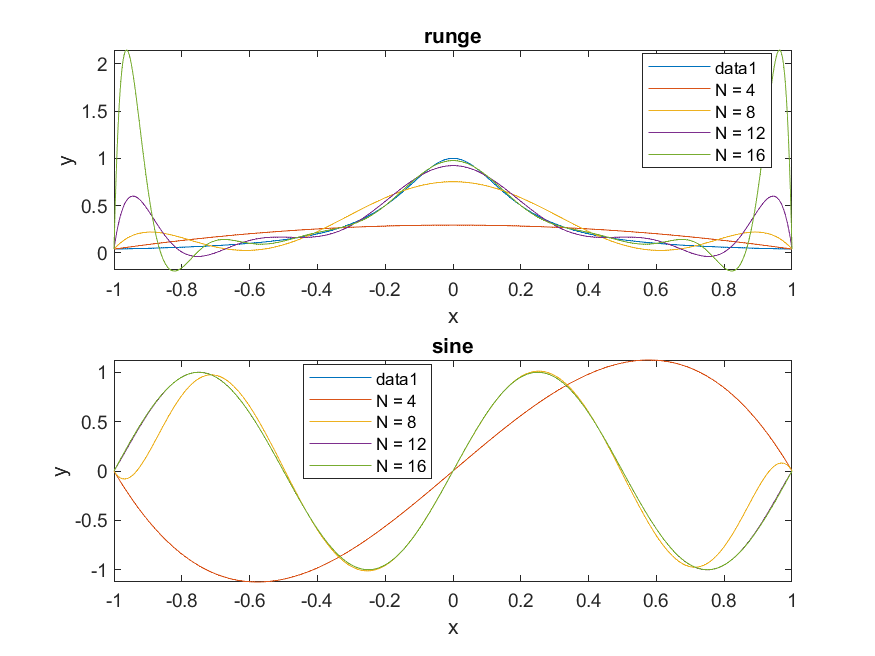 runge
2
1.5
1
0.5
0
y
data1
N = 4
N = 8
N = 12
N = 16
-1 -0.8 -0.6 -0.4 -0.2 0 0.2 0.4 0.6 0.8 1
x
sine
1
0.5
0
-0.5
-1
y
data1
N = 4
N = 8
N = 12
N = 16
-1 -0.8 -0.6 -0.4 -0.2 0 0.2 0.4 0.6 0.8 1
x